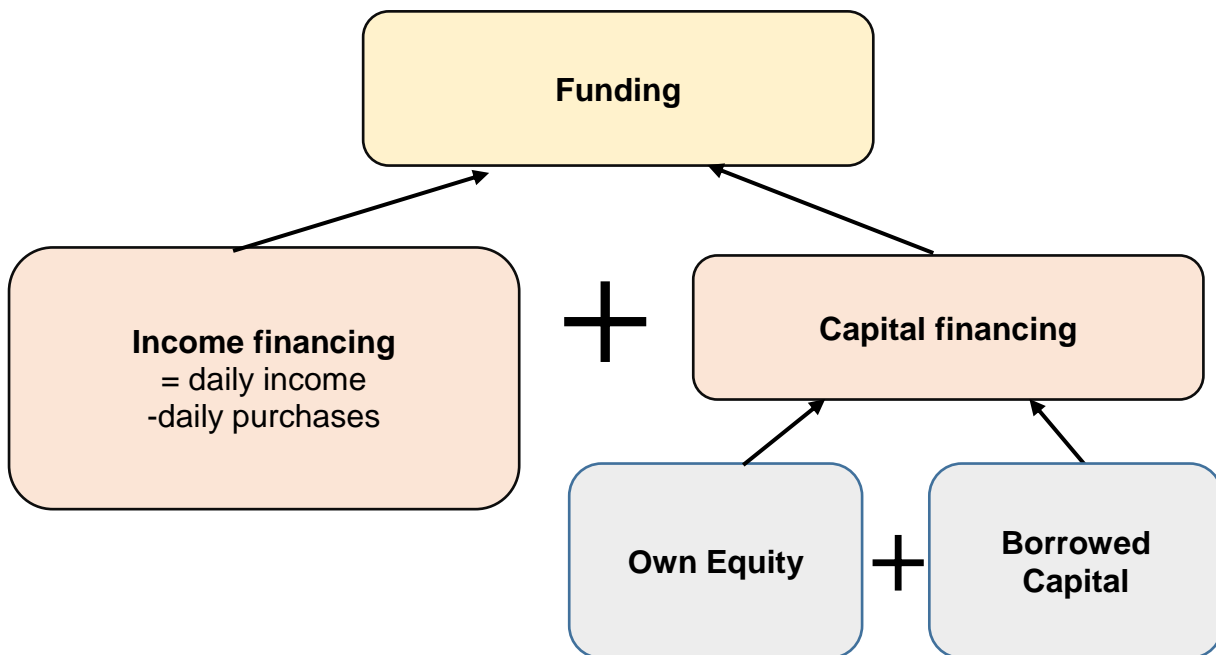 Funding
Income financing
= daily income
-daily purchases
+
Capital financing
Own Equity
+
Borrowed
Capital